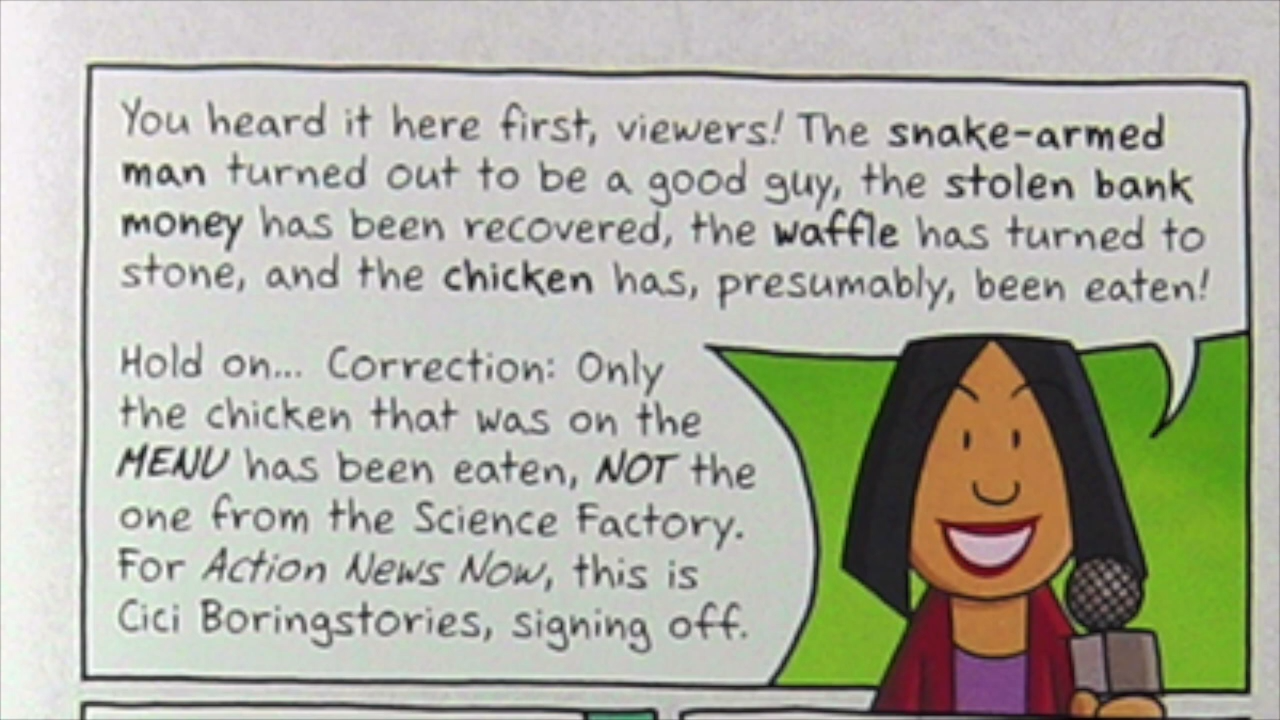 You heard it here first, viewers! The snake-armed
man turned out to be a good guy, the stolen bank
money has been recovered, the waffle has turned to
stone, and the chicken has, presumably, been eaten!
Hold on... Correction: Only
the chicken that was on the
MENU has been eaten, NOT the
one from the Science Factory.
For Action News Now, this is
Cici Boringstories, signing off.